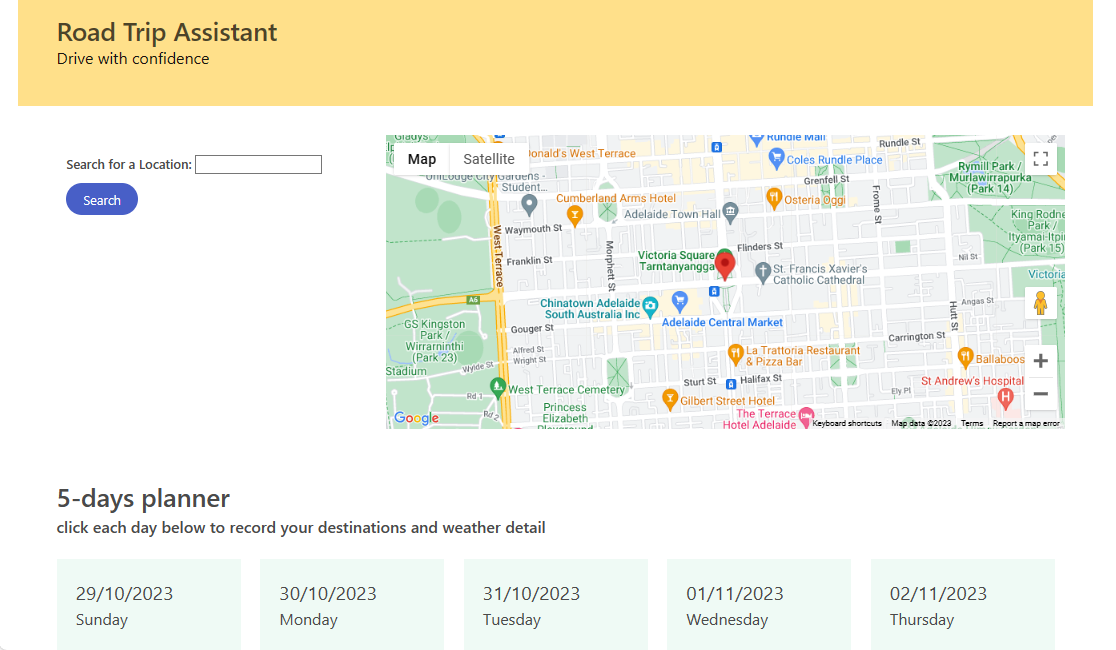 Road Trip Assistant
Drive with confidence
Search for a Location:
Search
Map
Satellite
onald's West Terrace
UniLodge City Gardens -
Student...
Cumberland Arms Hotel
Adelaide Town Hall
Rundle Mall
Rundle St
Coles Rundle Place
Grenfell St
Osteria Oggi
Frome St
Rymill Park /
Murlawirrapurka
(Park 14)
King Rodne
Park /
Ityamai-Itpi
(Park 15)
West Terrace
Waymouth St
Morphett St
Franklin St
Victoria Square
Tarntanyangga
Flinders St
St. Francis Xavier's
Catholic Cathedral
Nil St
Victoria
A6
Chinatown Adelaide
South Australia Inc
Adelaide Central Market
Angas St
Hutt St
GS Kingston
Park /
Wirrarninthi
(Park 23)
Stadium
Gouger St
Alfred St
Wright St
Wylde St
Carrington St
La Trattoria Restaurant
& Pizza Bar
Ballaboos
Rd 1
West Terrace Cemetery
Sturt St
Halifax St
Ely Pl
St Andrew's Hospital
Rd 2
Princess
Elizabeth
Playground
Gilbert Street Hotel
The Terrace
Hotel Adelaide
Google
Keyboard shortcuts
Map data ©2023
Terms
Report a map error
5-days planner
click each day below to record your destinations and weather detail
29/10/2023
Sunday
30/10/2023
Monday
31/10/2023
Tuesday
01/11/2023
Wednesday
02/11/2023
Thursday